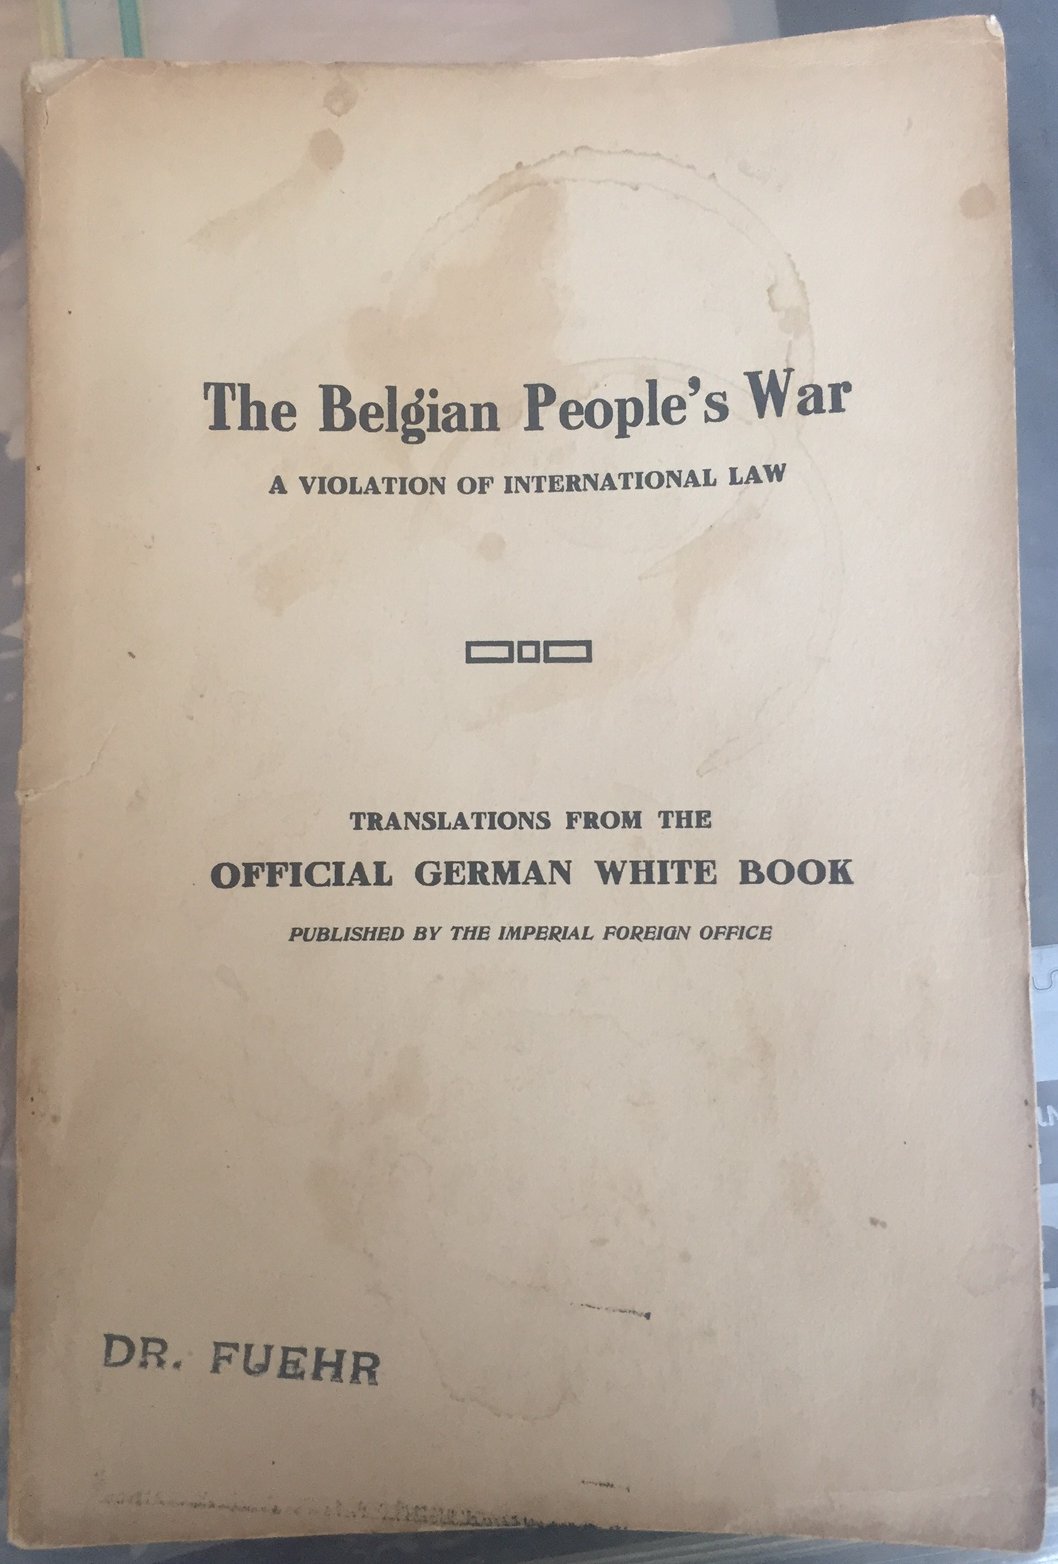 The Belgian People's War
A VIOLATION OF INTERNATIONAL LAW
TRANSLATIONS FROM THE
OFFICIAL GERMAN WHITE BOOK
PUBLISHED BY THE IMPERIAL FOREIGN OFFICE
DR. FUEHR